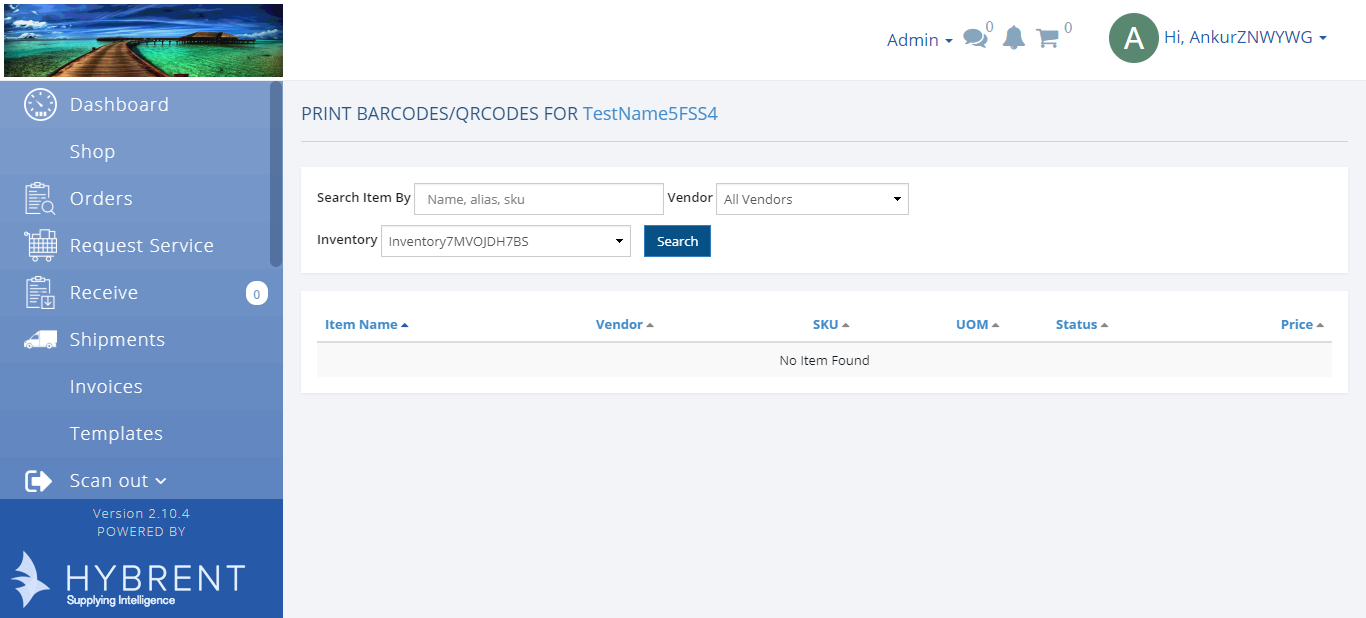 Admin 0 0 A Hi, AnkurZNWYWG
Dashboard
Shop
Orders
Request Service
Receive 0
Shipments
Invoices
Templates
Scan out
Version 2.10.4
POWERED BY
HYBRENT
Supplying Intelligence
PRINT BARCODES/QRCODES FOR TestName5FSS4
Search Item By Name, alias, sku Vendor All Vendors
Inventory Inventory7MVOJDH7BS Search
Item Name Vendor SKU UOM Status Price
No Item Found